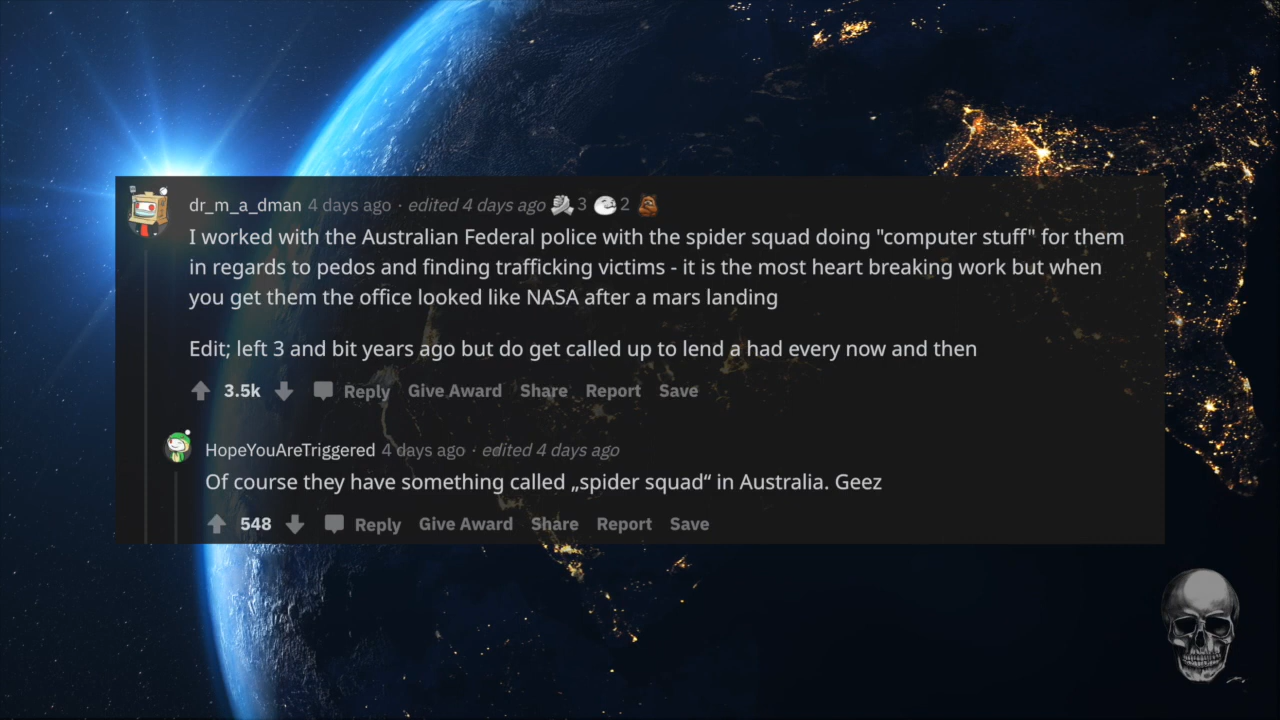 dr_m_a_dman 4 days ago · edited 4 days ago 3 2
I worked with the Australian Federal police with the spider squad doing "computer stuff" for them
in regards to pedos and finding trafficking victims - it is the most heart breaking work but when
you get them the office looked like NASA after a mars landing
Edit; left 3 and bit years ago but do get called up to lend a had every now and then
3.5k Reply Give Award Share Report Save
HopeYouAreTriggered 4 days ago · edited 4 days ago
Of course they have something called „spider squad“ in Australia. Geez
548 Reply Give Award Share Report Save